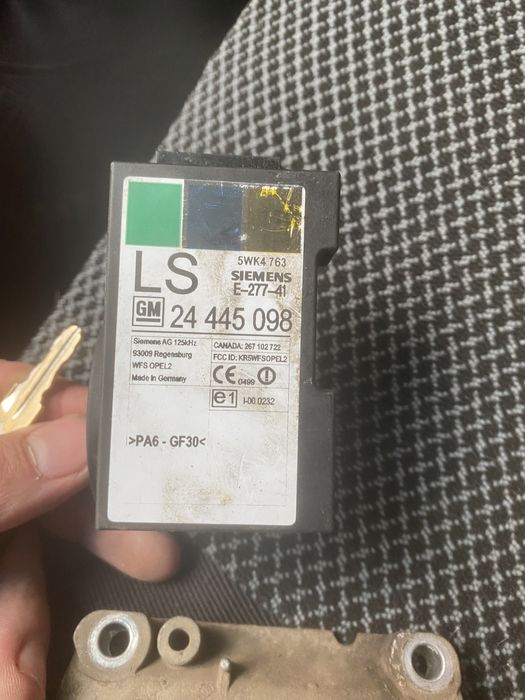 5WK4 763
LS SIEMENS
E-277-41
GM 24 445 098
Siemens AG 125kHz
93009 Regensburg
WFS OPEL2
Made in Germany
CANADA: 267 102 722
FCC ID: KR5WFSOPEL2
CE 0499
e1 I-00.0232
>PA6 - GF30<